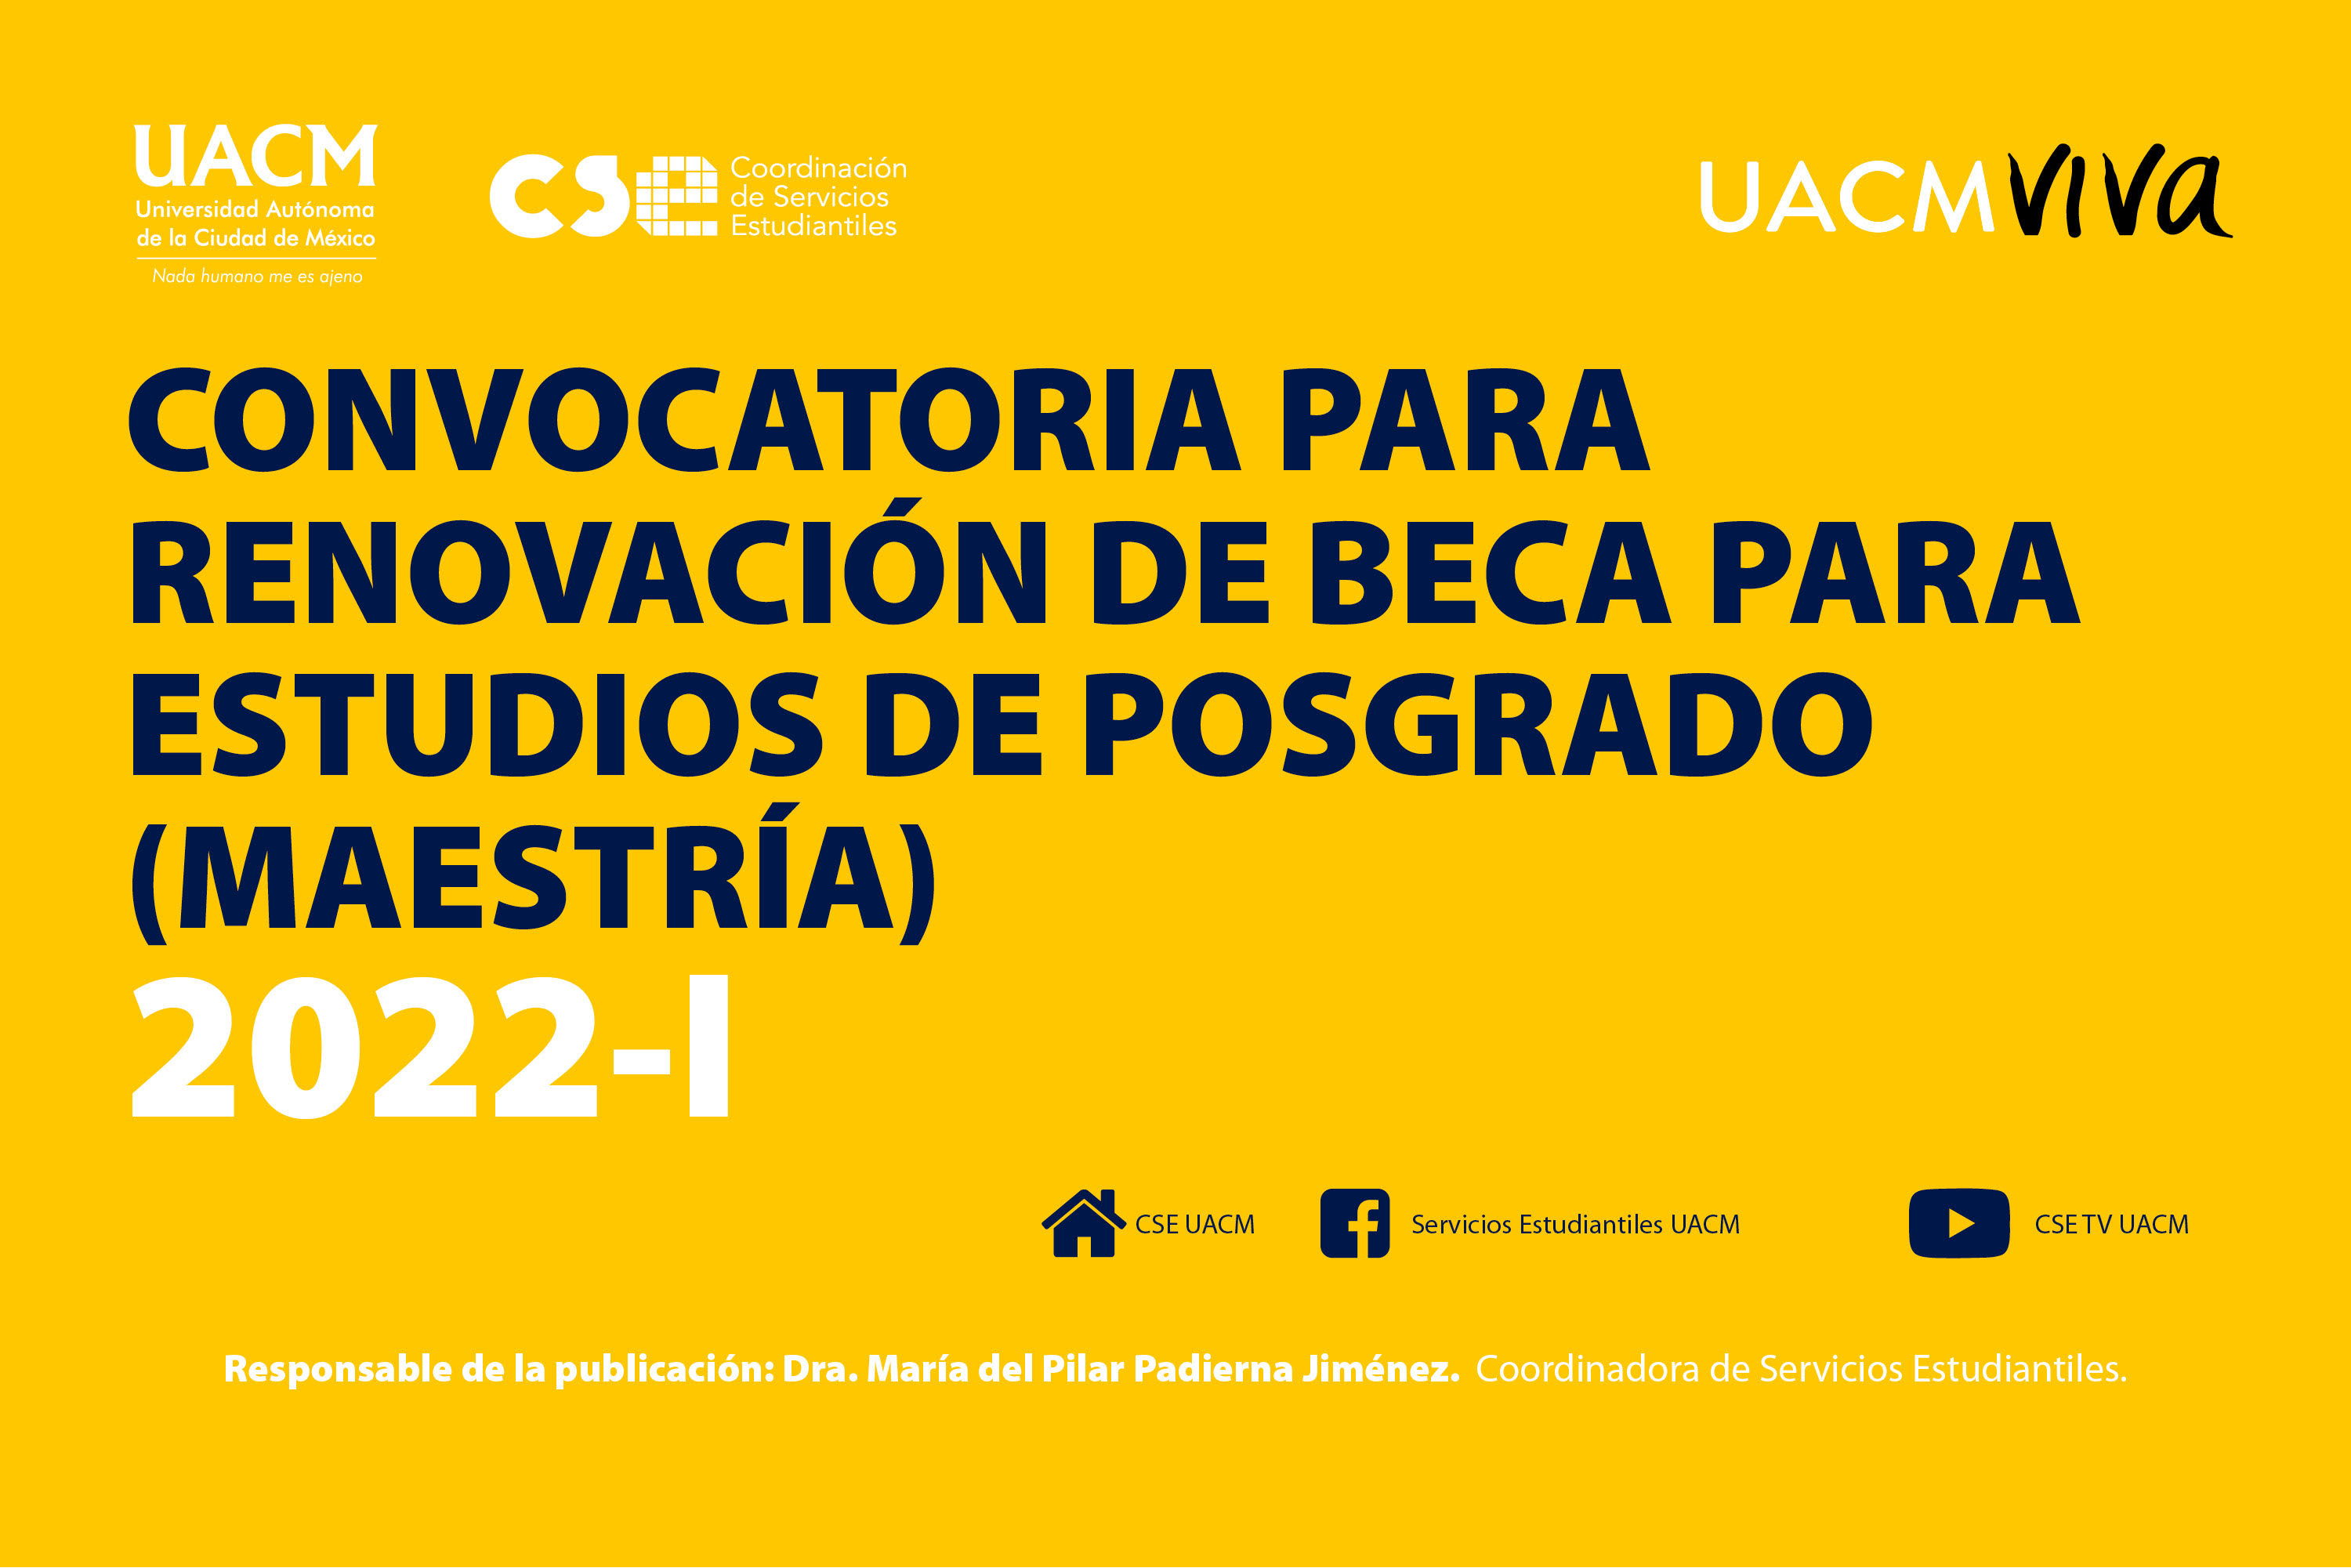 UACM
Universidad Autónoma
de la Ciudad de México
Nada humano me es ajeno
cse
Coordinación
de Servicios
Estudiantiles
UACM viva
CONVOCATORIA PARA
RENOVACIÓN DE BECA PARA
ESTUDIOS DE POSGRADO
(MAESTRÍA)
2022-I
CSE UACM
Servicios Estudiantiles UACM
CSE TV UACM
Responsable de la publicación: Dra. María del Pilar Padierna Jiménez. Coordinadora de Servicios Estudiantiles.